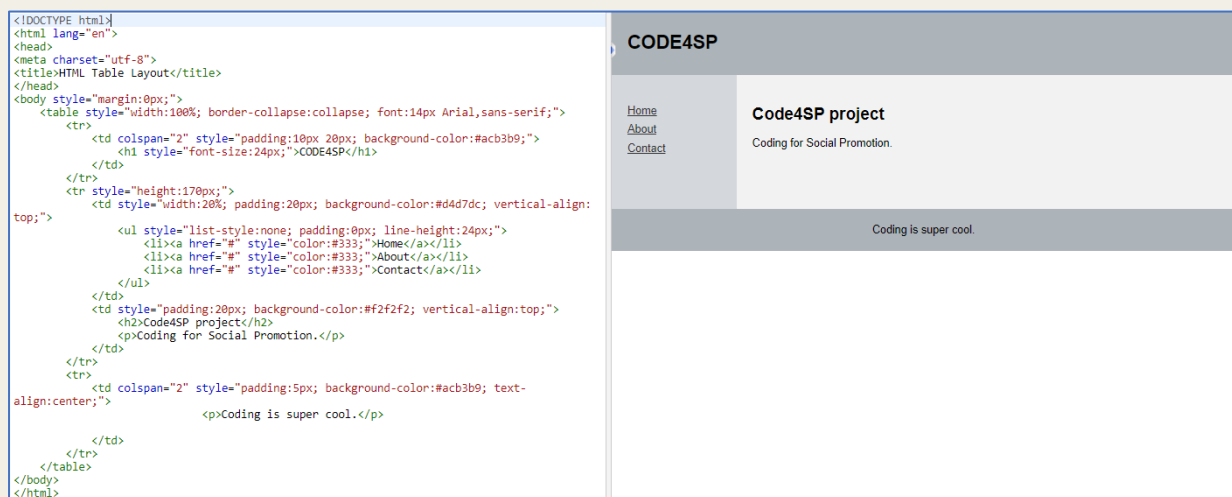 <!DOCTYPE html>
<html lang="en">
<head>
<meta charset="utf-8">
<title>HTML Table Layout</title>
</head>
<body style="margin:0px;">
<table style="width:100%; border-collapse:collapse; font:14px Arial,sans-serif;">
<tr>
<td colspan="2" style="padding:10px 20px; background-color:#acb3b9;">
<h1 style="font-size:24px;">CODE4SP</h1>
</td>
</tr>
<tr style="height:170px;">
<td style="width:20%; padding:20px; background-color:#d4d7dc; vertical-align:
top;">
<ul style="list-style:none; padding:0px; line-height:24px;">
<li><a href="#" style="color:#333;">Home</a></li>
<li><a href="#" style="color:#333;">About</a></li>
<li><a href="#" style="color:#333;">Contact</a></li>
</ul>
</td>
<td style="padding:20px; background-color:#f2f2f2; vertical-align:top;">
<h2>Code4SP project</h2>
<p>Coding for Social Promotion.</p>
</td>
</tr>
<tr>
<td colspan="2" style="padding:5px; background-color:#acb3b9; text-
align:center;">
<p>Coding is super cool.</p>
</td>
</tr>
</table>
</body>
</html>
CODE4SP
Home
About
Contact
Code4SP project
Coding for Social Promotion.
Coding is super cool.